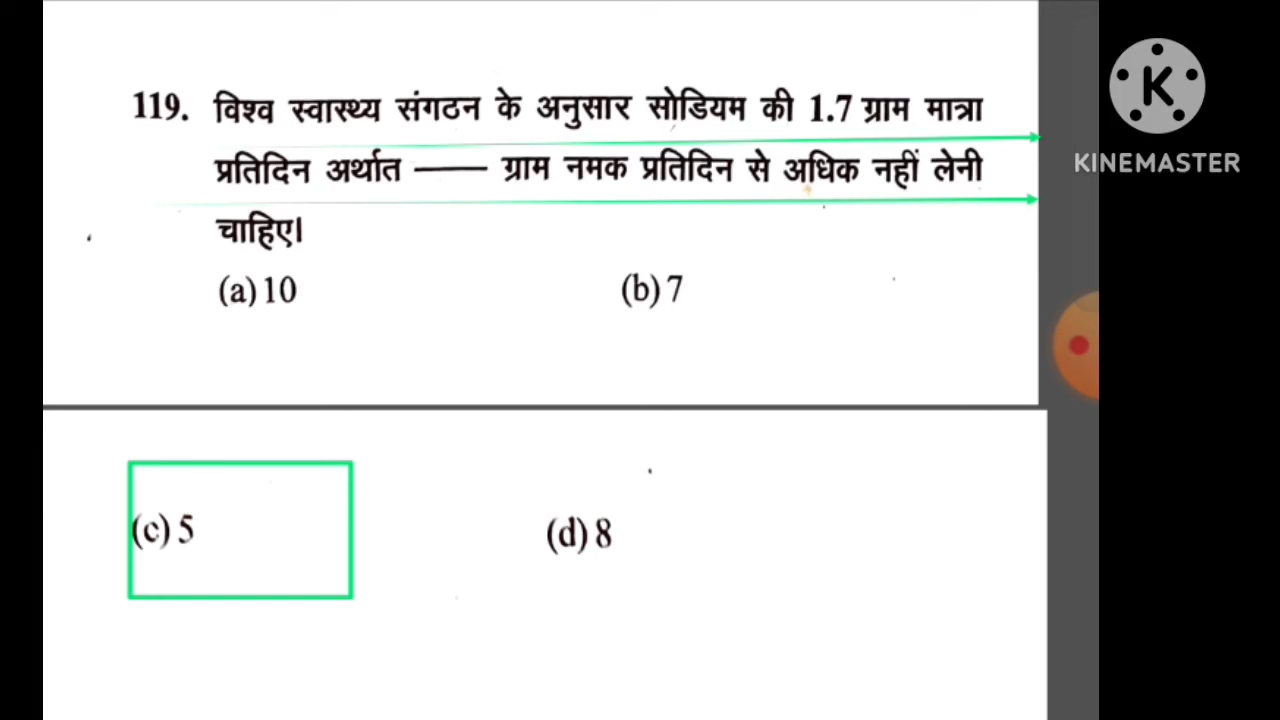 119. विश्व स्वास्थ्य संगठन के अनुसार सोडियम की 1.7 ग्राम मात्रा
प्रतिदिन अर्थात —— ग्राम नमक प्रतिदिन से अधिक नहीं लेनी
चाहिए।
(a) 10 (b) 7
(c) 5 (d) 8
K
KINEMASTER